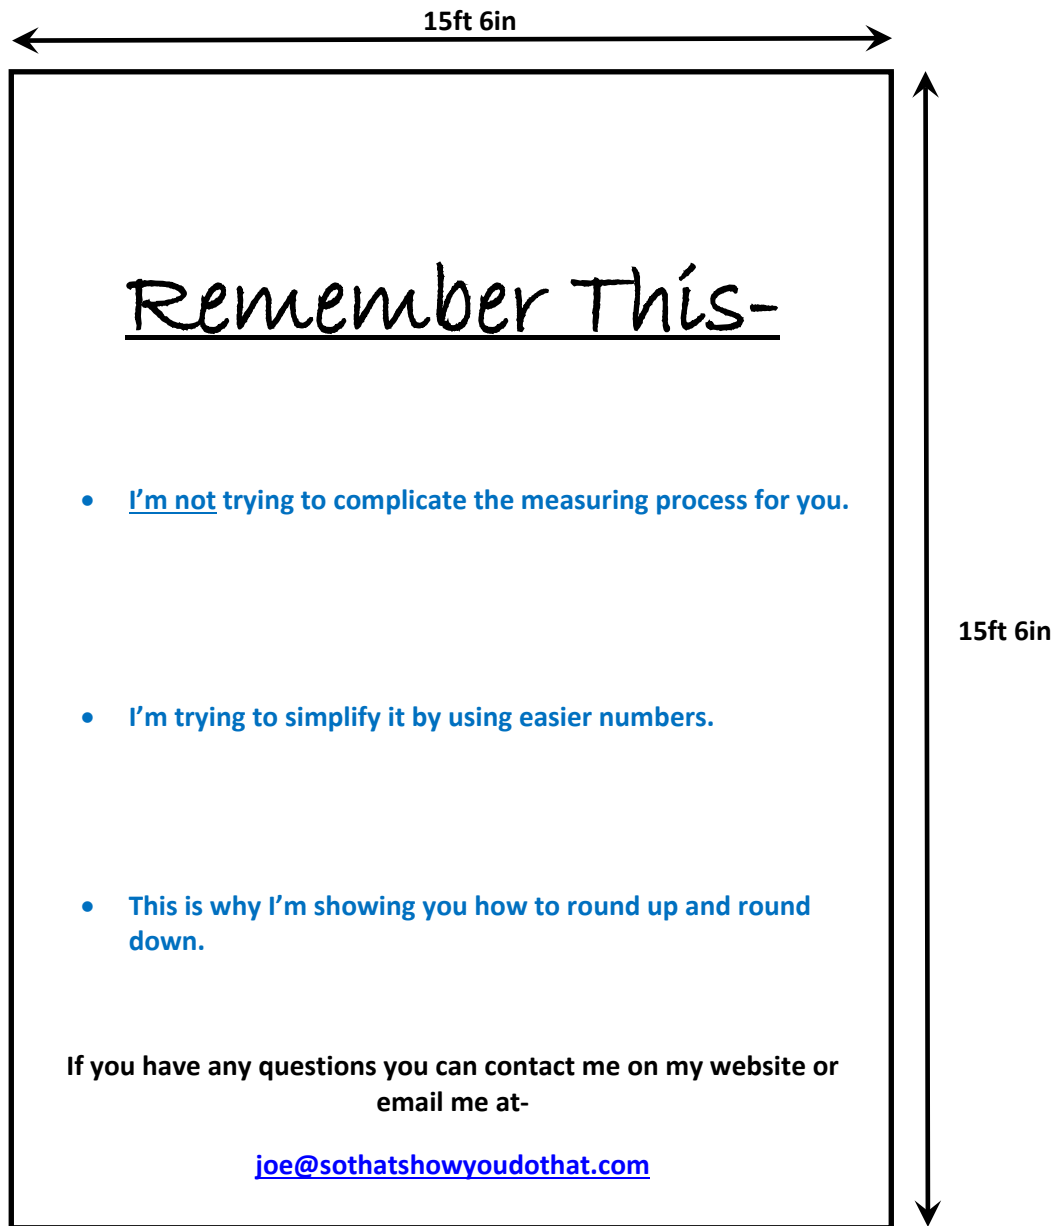 15ft 6in
Remember This-
• I’m not trying to complicate the measuring process for you.
15ft 6in
• I’m trying to simplify it by using easier numbers.
• This is why I’m showing you how to round up and round
down.
If you have any questions you can contact me on my website or
email me at-
joe@sothatshowyoudothat.com